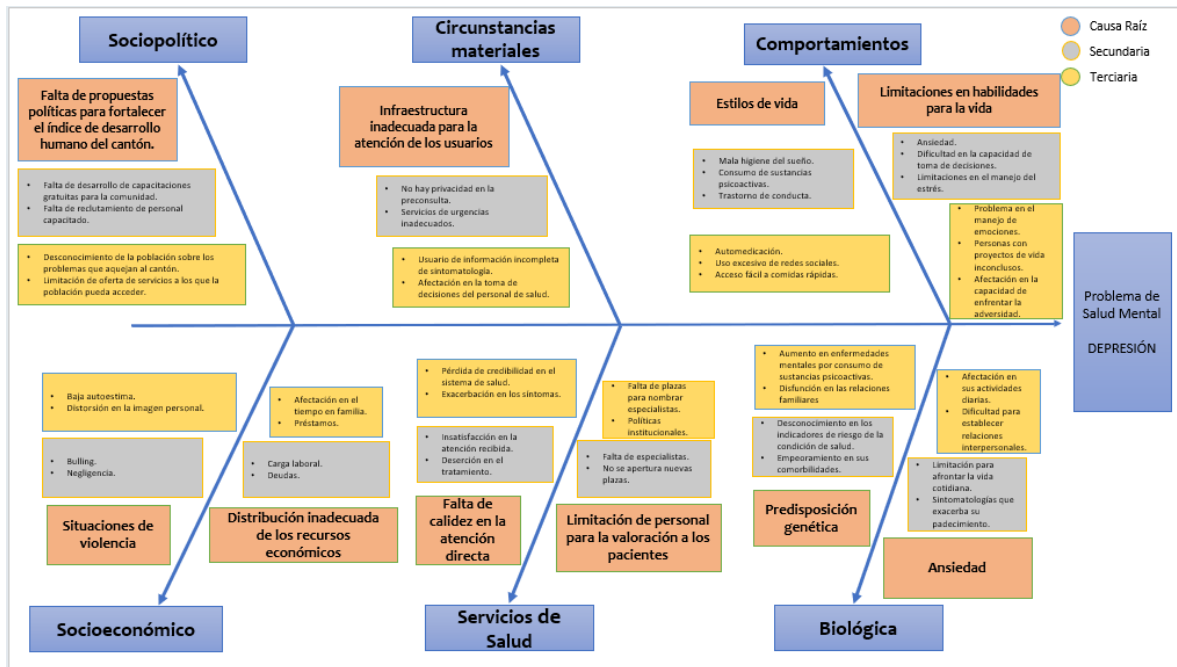 Sociopolítico
Circunstancias
materiales
Comportamientos
Causa Raíz
Secundaria
Terciaria
Falta de propuestas
políticas para fortalecer
el índice de desarrollo
humano del cantón.
• Falta de desarrollo de capacitaciones
gratuitas para la comunidad.
• Falta de reclutamiento de personal
capacitado.
• Desconocimiento de la población sobre los
problemas que aquejan al cantón.
• Limitación de oferta de servicios a los que la
población pueda acceder.
Infraestructura
inadecuada para la
atención de los usuarios
• No hay privacidad en la
preconsulta.
• Servicios de urgencias
inadecuados.
• Usuario de información incompleta
de sintomatología.
• Afectación en la toma de
decisiones del personal de salud.
Estilos de vida
• Mala higiene del sueño.
• Consumo de sustancias
psicoactivas.
• Trastorno de conducta.
• Automedicación.
• Uso excesivo de redes sociales.
• Acceso fácil a comidas rápidas.
Limitaciones en habilidades
para la vida
• Ansiedad.
• Dificultad en la capacidad de
toma de decisiones.
• Limitaciones en el manejo del
estrés.
• Problema en el
manejo de
emociones.
• Personas con
proyectos de vida
inconclusos.
• Afectación en la
capacidad de
enfrentar la
adversidad.
Problema de
Salud Mental
DEPRESIÓN
• Baja autoestima.
• Distorsión en la imagen personal.
• Bulling.
• Negligencia.
Situaciones de
violencia
• Afectación en el
tiempo en familia.
• Préstamos.
• Carga laboral.
• Deudas.
Distribución inadecuada
de los recursos
económicos
Socioeconómico
• Pérdida de credibilidad en el
sistema de salud.
• Exacerbación en los síntomas.
• Insatisfacción en la
atención recibida.
• Deserción en el
tratamiento.
Falta de
calidez en la
atención
directa
• Falta de plazas
para nombrar
especialistas.
• Políticas
institucionales.
• Falta de especialistas.
• No se apertura nuevas
plazas.
Limitación de personal
para la valoración a los
pacientes
Servicios de
Salud
• Aumento en enfermedades
mentales por consumo de
sustancias psicoactivas.
• Disfunción en las relaciones
familiares
• Desconocimiento en los
indicadores de riesgo de la
condición de salud.
• Empeoramiento en sus
comorbilidades.
Predisposición
genética
• Afectación en
sus actividades
diarias.
• Dificultad para
establecer
relaciones
interpersonales.
• Limitación para
afrontar la vida
cotidiana.
• Sintomatologías que
exacerba su
padecimiento.
Ansiedad
Biológica